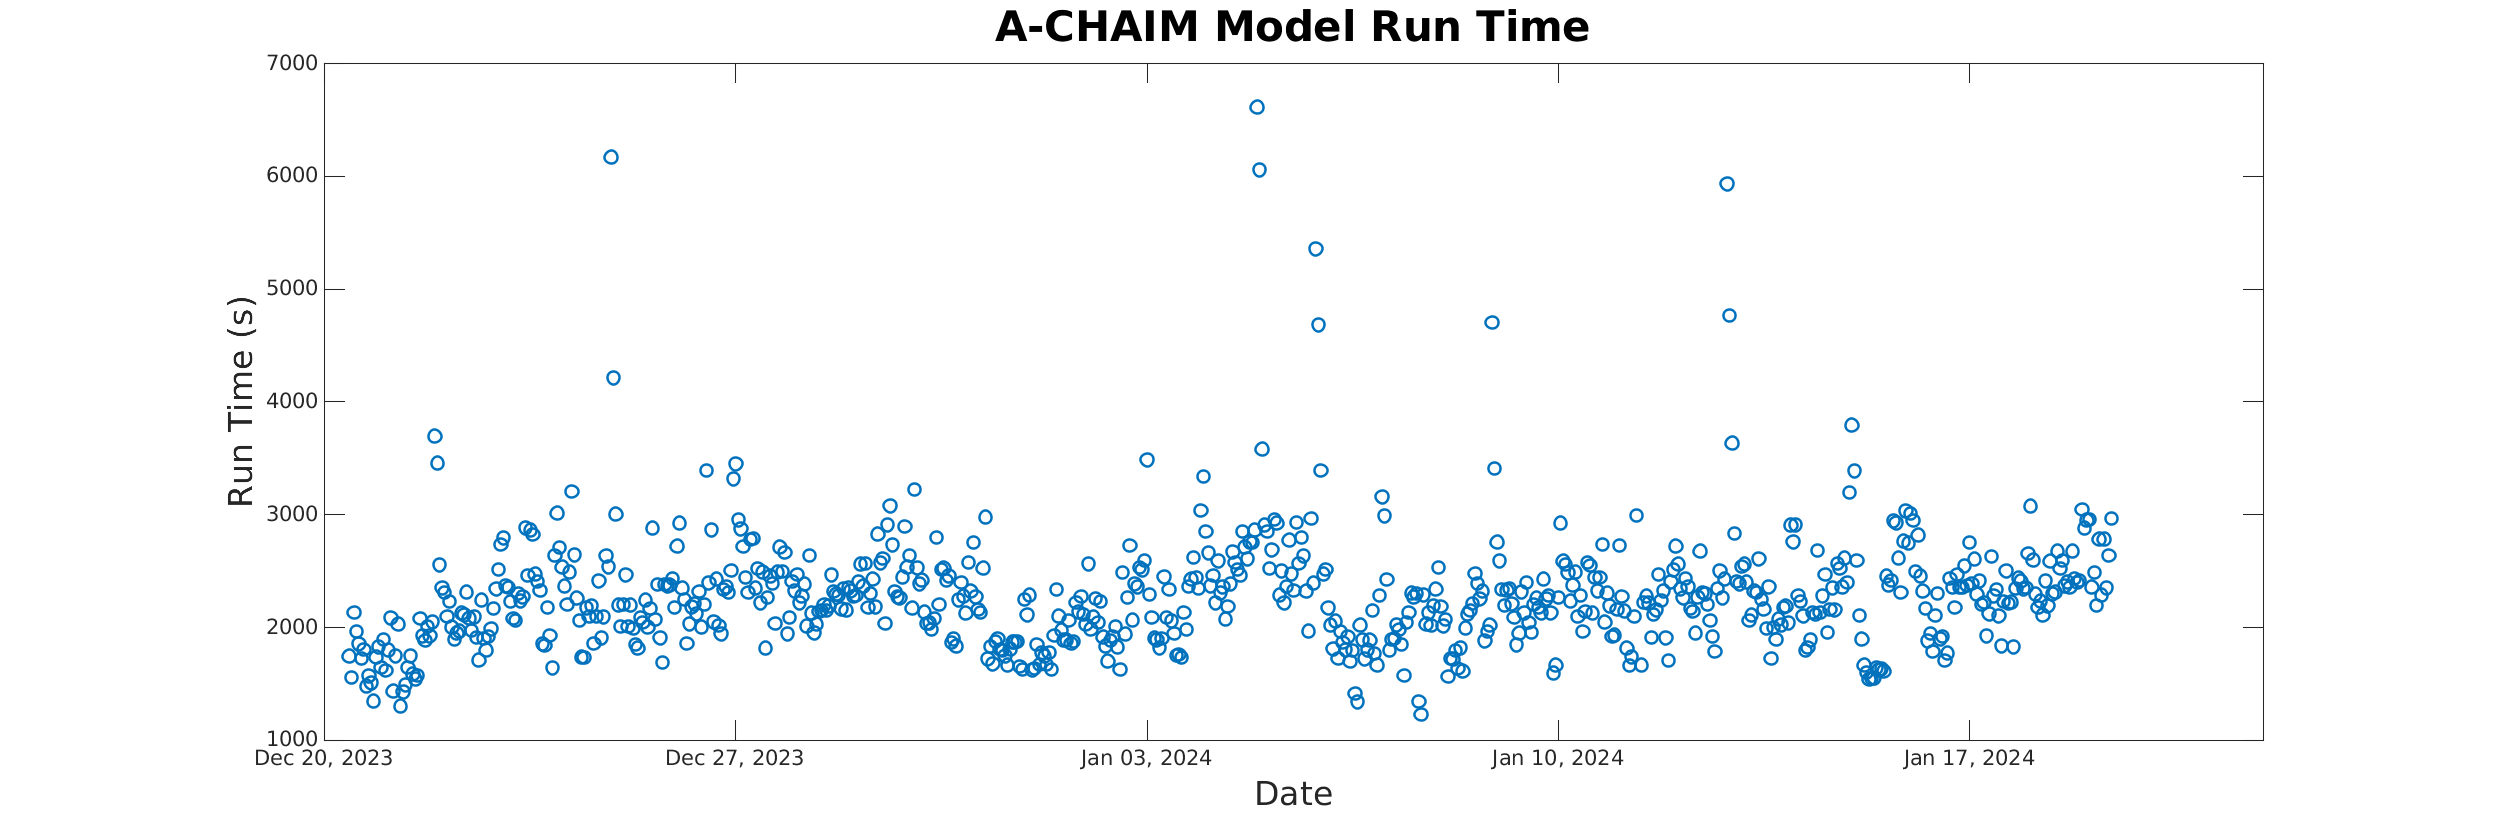 A-CHAIM Model Run Time
7000
6000
5000
4000
3000
2000
1000
Run Time (s)
Dec 20, 2023
Dec 27, 2023
Jan 03, 2024
Jan 10, 2024
Jan 17, 2024
Date